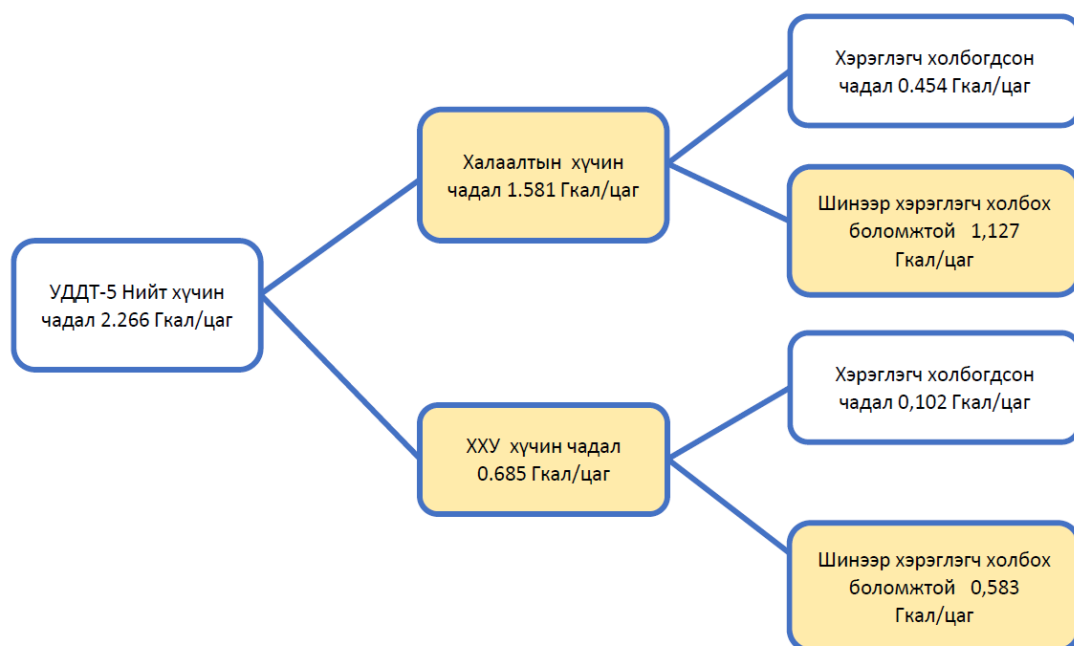 УДДТ-5 Нийт хүчин
чадал 2.266 Гкал/цаг
Халаалтын хүчин
чадал 1.581 Гкал/цаг
Хэрэглэгч холбогдсон
чадал 0.454 Гкал/цаг
Шинээр хэрэглэгч холбох
боломжтой 1,127
Гкал/цаг
ХХУ хүчин чадал
0.685 Гкал/цаг
Хэрэглэгч холбогдсон
чадал 0,102 Гкал/цаг
Шинээр хэрэглэгч холбох
боломжтой 0,583
Гкал/цаг